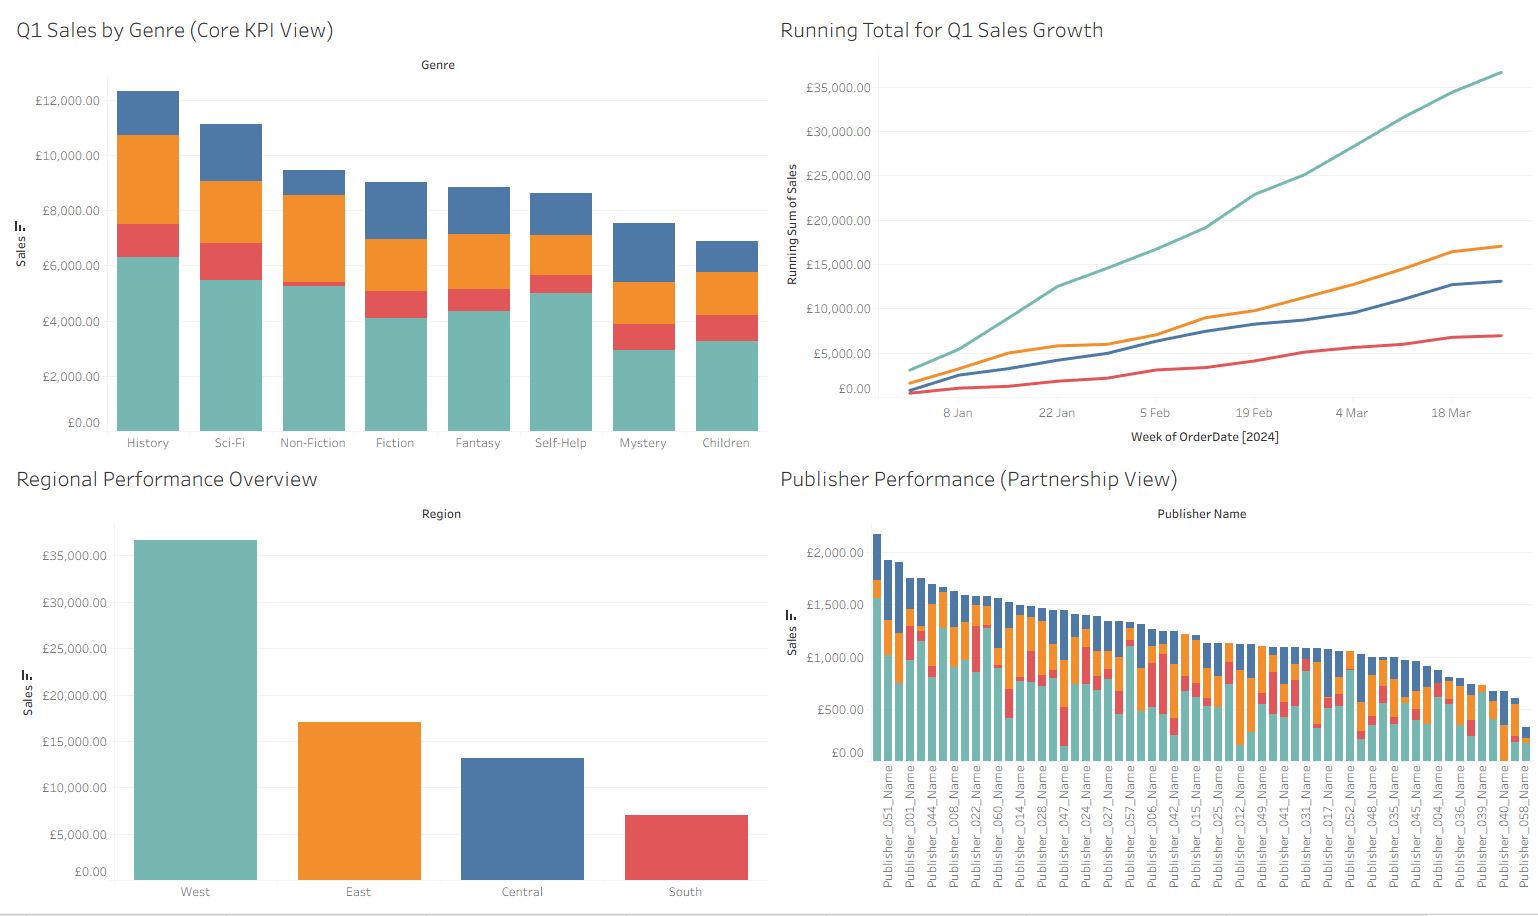 Q1 Sales by Genre (Core KPI View)
Genre
Sales
£12,000.00
£10,000.00
£8,000.00
£6,000.00
£4,000.00
£2,000.00
£0.00
History
Sci-Fi
Non-Fiction
Fiction
Fantasy
Self-Help
Mystery
Children
Running Total for Q1 Sales Growth
Running Sum of Sales
£35,000.00
£30,000.00
£25,000.00
£20,000.00
£15,000.00
£10,000.00
£5,000.00
£0.00
8 Jan
22 Jan
5 Feb
19 Feb
4 Mar
18 Mar
Week of OrderDate [2024]
Regional Performance Overview
Region
Sales
£35,000.00
£30,000.00
£25,000.00
£20,000.00
£15,000.00
£10,000.00
£5,000.00
£0.00
West
East
Central
South
Publisher Performance (Partnership View)
Publisher Name
Sales
£2,000.00
£1,500.00
£1,000.00
£500.00
£0.00
Publisher_051_Name
Publisher_001_Name
Publisher_044_Name
Publisher_008_Name
Publisher_022_Name
Publisher_060_Name
Publisher_014_Name
Publisher_028_Name
Publisher_047_Name
Publisher_024_Name
Publisher_027_Name
Publisher_057_Name
Publisher_006_Name
Publisher_042_Name
Publisher_015_Name
Publisher_025_Name
Publisher_012_Name
Publisher_049_Name
Publisher_041_Name
Publisher_031_Name
Publisher_017_Name
Publisher_052_Name
Publisher_048_Name
Publisher_035_Name
Publisher_045_Name
Publisher_004_Name
Publisher_036_Name
Publisher_039_Name
Publisher_040_Name
Publisher_058_Name